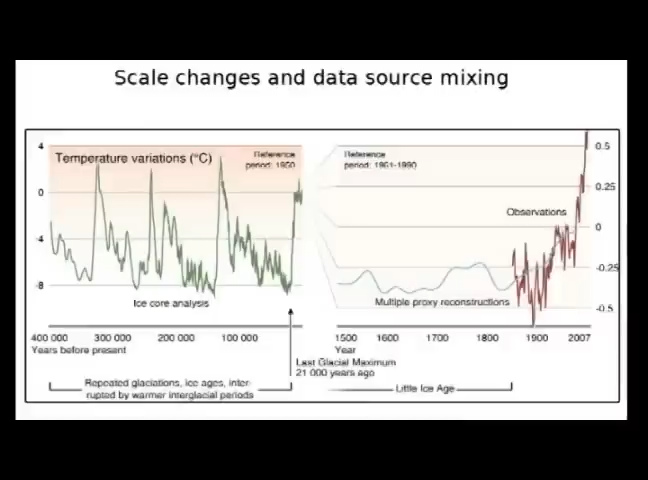 Scale changes and data source mixing
4
0
-4
-8
Temperature variations (°C)
Reference
period: 1950
Ice core analysis
400 000
300 000
200 000
100 000
Years before present
Last Glacial Maximum
21 000 years ago
Repeated glaciations, ice ages, inter-
rupted by warmer interglacial periods
Reference
period: 1961-1990
Observations
Multiple proxy reconstructions
0.5
0.25
0
-0.25
-0.5
1500
1600
1700
1800
1900
2007
Year
Little Ice Age